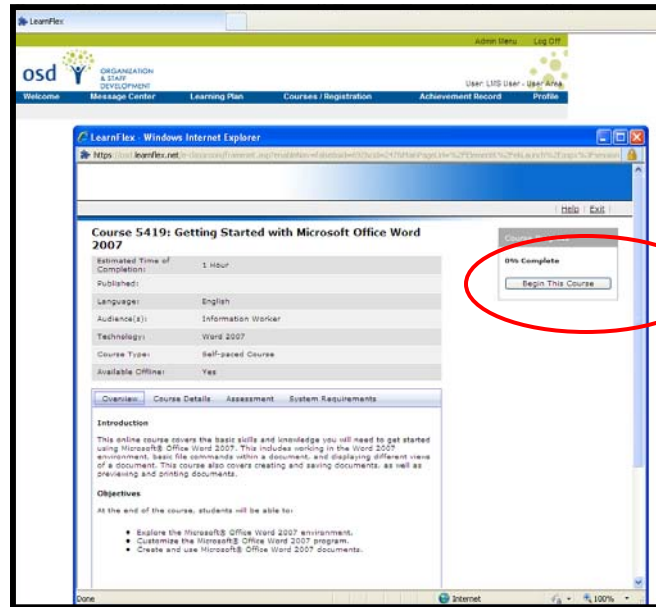 LearnFlex
Admin Menu Log Off
osd ORGANIZATION
& STAFF
DEVELOPMENT
User: LMS User - User Area
Welcome Message Center Learning Plan Courses / Registration Achievement Record Profile
LearnFlex - Windows Internet Explorer
learnflex.net
Help Exit
Course 5419: Getting Started with Microsoft Office Word
2007
Estimated Time of
Completion: 1 Hour
Published:
Language: English
Audience(s): Information Worker
Technology: Word 2007
Course Type: Self-paced Course
Available Offline: Yes
0% Complete
Begin This Course
Overview Course Details Assessment System Requirements
Introduction
This online course covers the basic skills and knowledge you will need to get started
using Microsoft® Office Word 2007. This includes working in the Word 2007
environment, basic file commands within a document, and displaying different views
of a document. This course also covers creating and saving documents, as well as
previewing and printing documents.
Objectives
At the end of the course, students will be able to:
• Explore the Microsoft® Office Word 2007 environment.
• Customize the Microsoft® Office Word 2007 program.
• Create and use Microsoft® Office Word 2007 documents.
Done Internet 100%